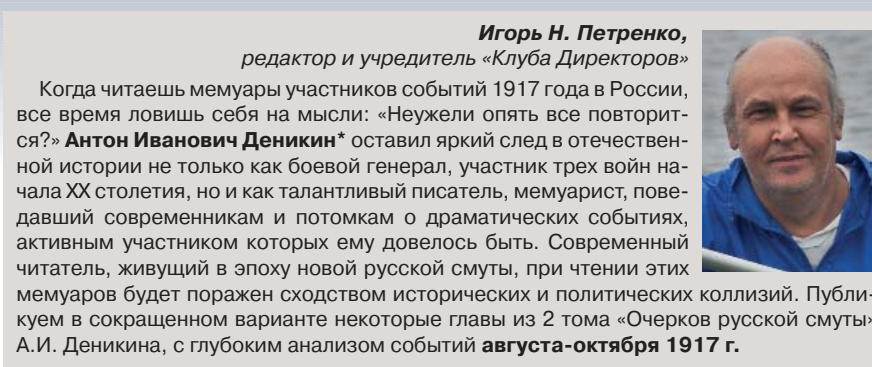 Игорь Н. Петренко,
редактор и учредитель «Клуба Директоров»
Когда читаешь мемуары участников событий 1917 года в России,
все время ловишь себя на мысли: «Неужели опять все повторит-
ся?» Антон Иванович Деникин* оставил яркий след в отечествен-
ной истории не только как боевой генерал, участник трех войн на-
чала XX столетия, но и как талантливый писатель, мемуарист, пове-
давший современникам и потомкам о драматических событиях,
активным участником которых ему довелось быть. Современный
читатель, живущий в эпоху новой русской смуты, при чтении этих
мемуаров будет поражен сходством исторических и политических коллизий. Публи-
куем в сокращенном варианте некоторые главы из 2 тома «Очерков русской смуты»
А.И. Деникина, с глубоким анализом событий августа-октября 1917 г.